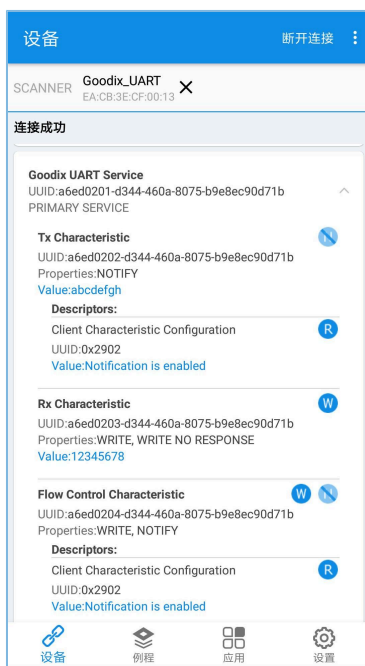 设备
断开连接
SCANNER
Goodix_UART
EA:CB:3E:CF:00:13
连接成功
Goodix UART Service
UUID:a6ed0201-d344-460a-8075-b9e8ec90d71b
PRIMARY SERVICE
Tx Characteristic
UUID:a6ed0202-d344-460a-8075-b9e8ec90d71b
Properties:NOTIFY
Value:abcdefgh
Descriptors:
Client Characteristic Configuration
R
UUID:0x2902
Value:Notification is enabled
Rx Characteristic
W
UUID:a6ed0203-d344-460a-8075-b9e8ec90d71b
Properties:WRITE, WRITE NO RESPONSE
Value:12345678
Flow Control Characteristic
W
UUID:a6ed0204-d344-460a-8075-b9e8ec90d71b
Properties:WRITE, NOTIFY
Descriptors:
Client Characteristic Configuration
R
UUID:0x2902
Value:Notification is enabled
设备
例程
应用
设置